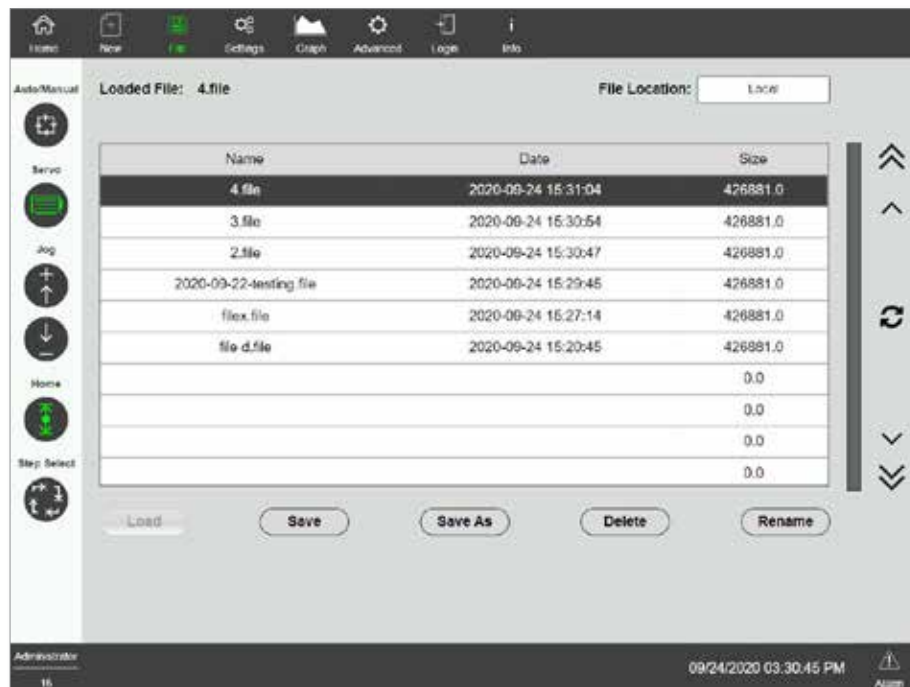 Home New File Settings Graph Advanced Login i Info
Auto/Manual
Loaded File: 4.file File Location: Local
Servo
Name Date Size
4.file 2020-09-24 15:31:04 426881.0
3.file 2020-09-24 15:30:54 426881.0
Jog
2.file 2020-09-24 15:30:47 426881.0
2020-09-22-testing.file 2020-09-24 15:29:45 426881.0
filex.file 2020-09-24 15:27:14 426881.0
file d.file 2020-09-24 15:20:45 426881.0
Home
0.0
0.0
0.0
Step Select
0.0
Load Save Save As Delete Rename
Administrator
16
09/24/2020 03:30:45 PM
Alarm